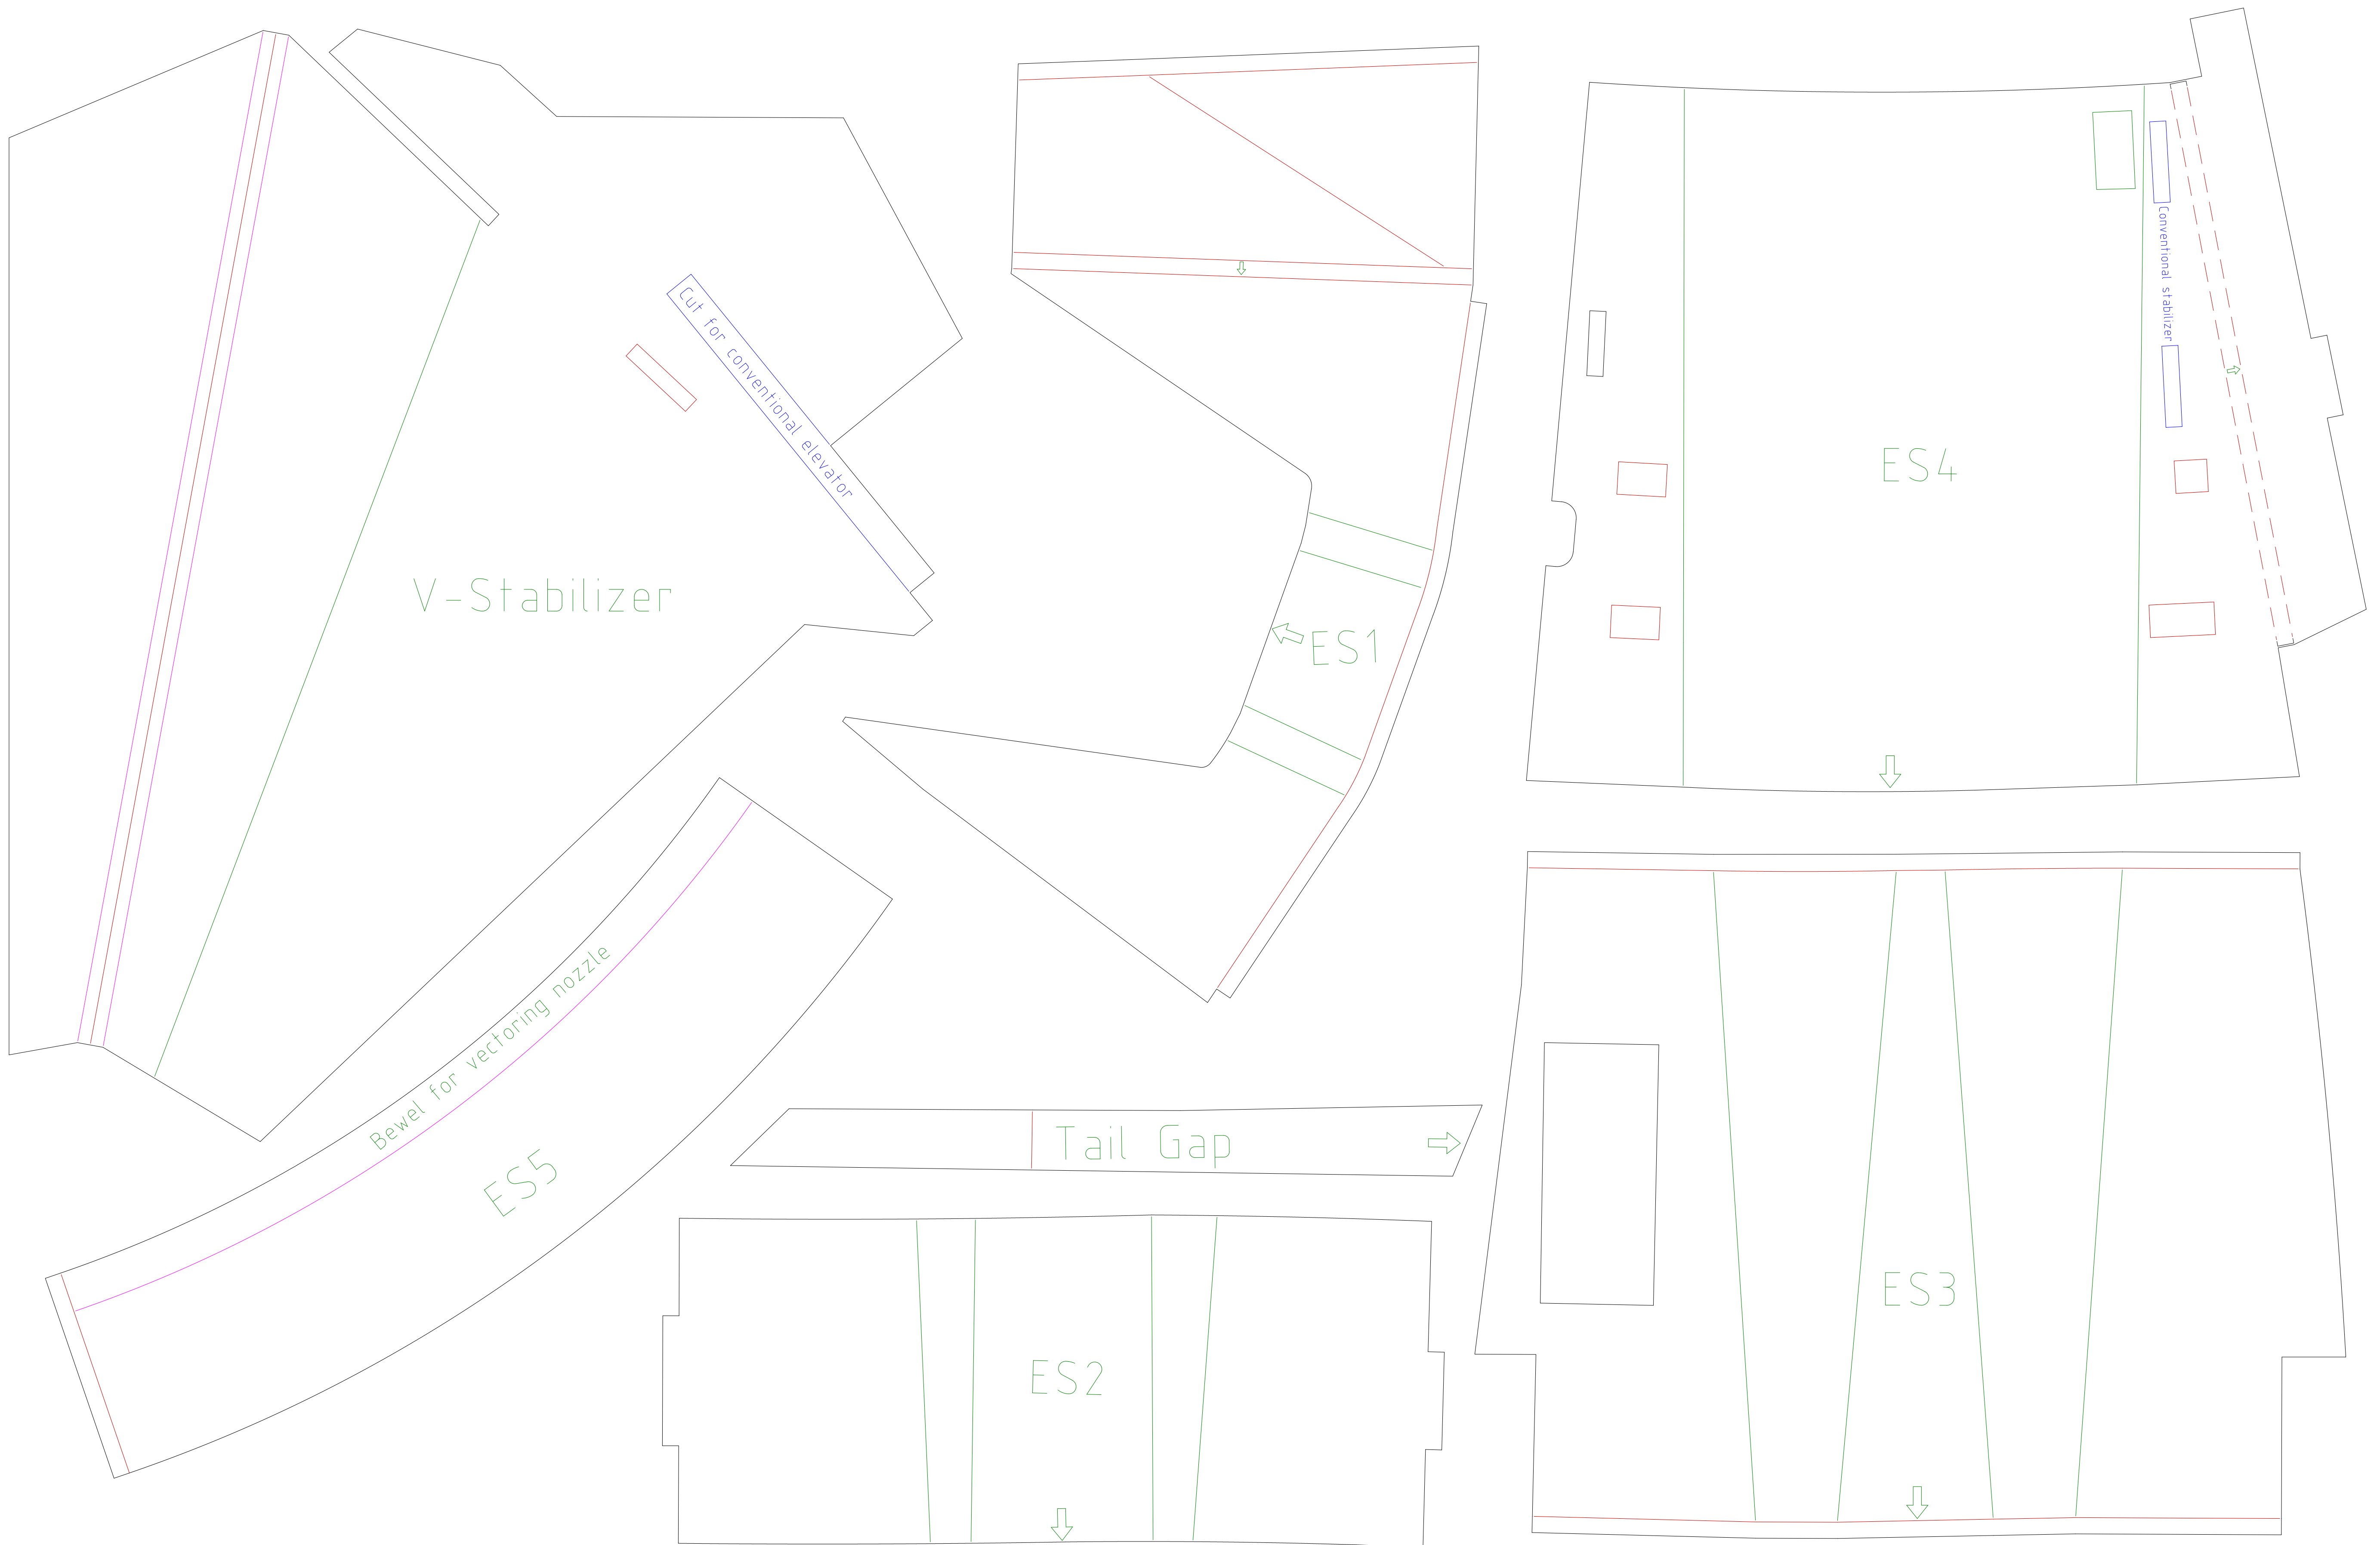 V-Stabilizer
Cut for conventional elevator
ES1
ES4
Conventional stabilizer
Bewel for vectoring nozzle
ES5
Tail Gap
ES2
ES3